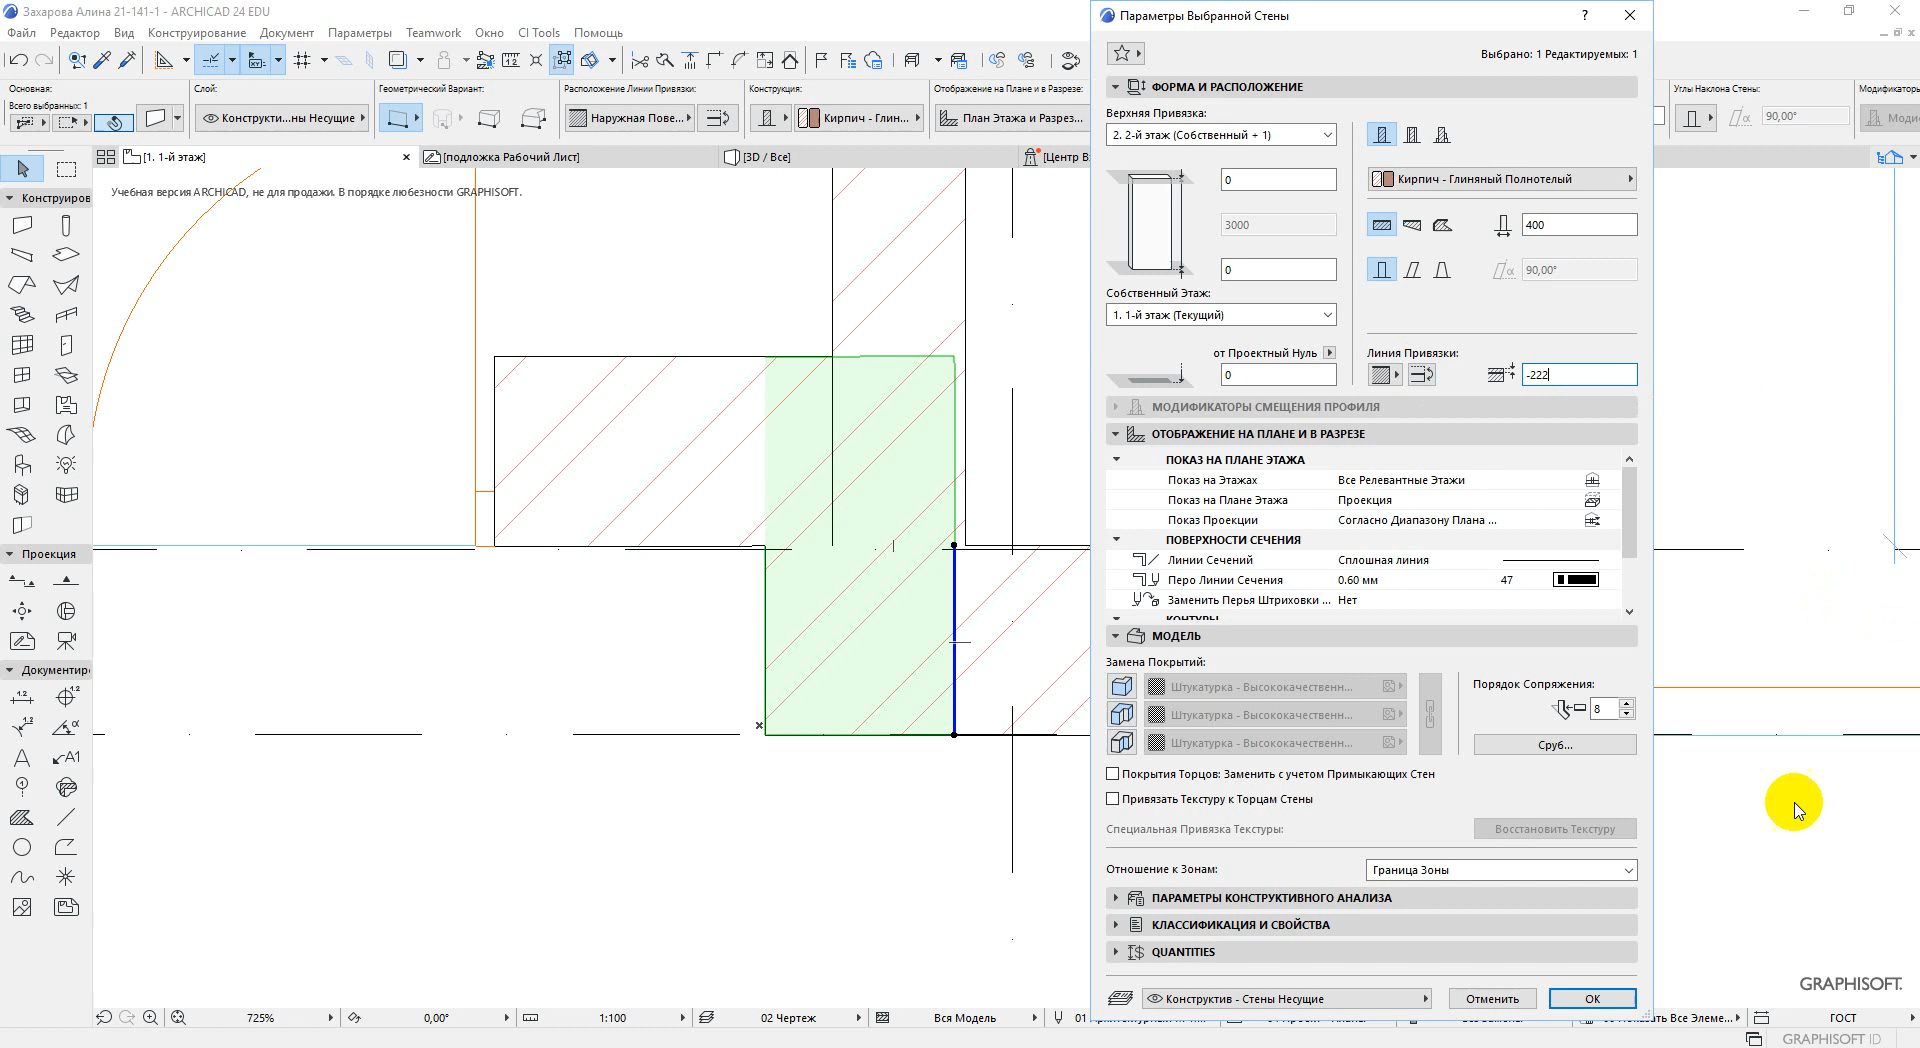 Захарова Алина 21-141-1 - ARCHICAD 24 EDU
Файл Редактор Вид Конструирование Документ Параметры Teamwork Окно CI Tools Помощь
Основная:
Всего выбранных: 1
Слой:
Конструкти...ны Несущие
Геометрический Вариант:
Расположение Линии Привязки:
Наружная Пове...
Конструкция:
Кирпич - Глин...
Отображение на Плане и в Разрезе:
План Этажа и Разрез...
Углы Наклона Стены:
90,00°
Модификаторы
Моди
[1. 1-й этаж]
[подложка Рабочий Лист]
[3D / Все]
[Центр В
Учебная версия ARCHICAD, не для продажи. В порядке любезности GRAPHISOFT.
Конструиров
Проекция
Документир
Параметры Выбранной Стены
Выбрано: 1 Редактируемых: 1
ФОРМА И РАСПОЛОЖЕНИЕ
Верхняя Привязка:
2. 2-й этаж (Собственный + 1)
0
3000
0
Собственный Этаж:
1. 1-й этаж (Текущий)
от Проектный Нуль
0
Кирпич - Глиняный Полнотелый
400
90,00°
Линия Привязки:
-222
МОДИФИКАТОРЫ СМЕЩЕНИЯ ПРОФИЛЯ
ОТОБРАЖЕНИЕ НА ПЛАНЕ И В РАЗРЕЗЕ
ПОКАЗ НА ПЛАНЕ ЭТАЖА
Показ на Этажах Все Релевантные Этажи
Показ на Плане Этажа Проекция
Показ Проекции Согласно Диапазону Плана ...
ПОВЕРХНОСТИ СЕЧЕНИЯ
Линии Сечений Сплошная линия
Перо Линии Сечения 0.60 мм 47
Заменить Перья Штриховки ... Нет
КОНТУРЫ
МОДЕЛЬ
Замена Покрытий:
Штукатурка - Высококачественн...
Штукатурка - Высококачественн...
Штукатурка - Высококачественн...
Порядок Сопряжения:
8
Сруб...
Покрытия Торцов: Заменить с учетом Примыкающих Стен
Привязать Текстуру к Торцам Стены
Специальная Привязка Текстуры:
Восстановить Текстуру
Отношение к Зонам:
Граница Зоны
ПАРАМЕТРЫ КОНСТРУКТИВНОГО АНАЛИЗА
КЛАССИФИКАЦИЯ И СВОЙСТВА
QUANTITIES
Конструктив - Стены Несущие
Отменить
ОК
GRAPHISOFT.
725% 0,00° 1:100 02 Чертеж Вся Модель ГОСТ
GRAPHISOFT ID